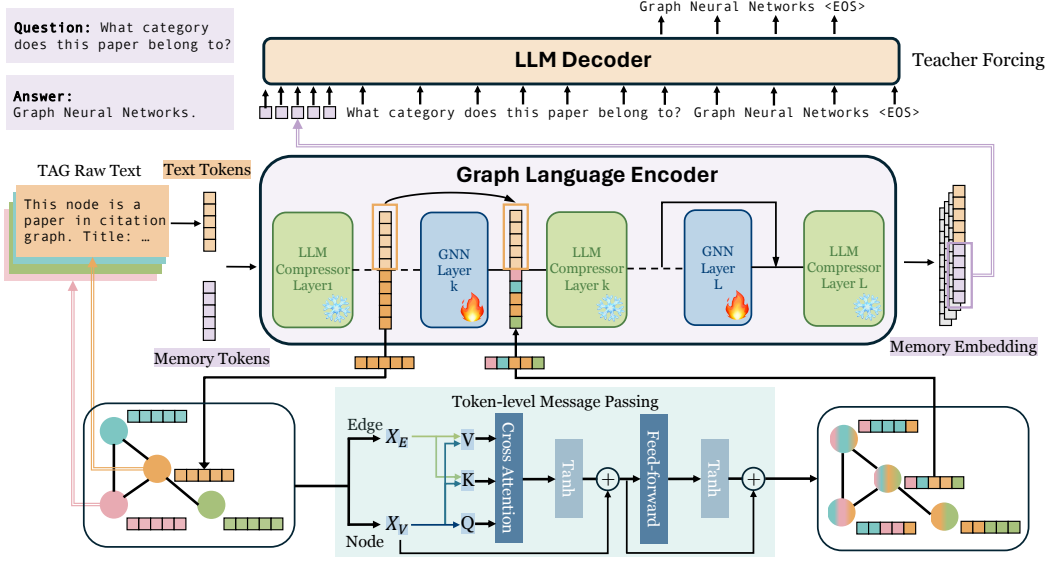 Graph Neural Networks <EOS>
Question: What category
does this paper belong to?
LLM Decoder
Teacher Forcing
Answer:
Graph Neural Networks.
What category does this paper belong to? Graph Neural Networks <EOS>
TAG Raw Text
Text Tokens
Graph Language Encoder
This node is a
paper in citation
graph. Title: …
LLM
Compressor
Layer1
GNN
Layer
k
LLM
Compressor
Layer k
GNN
Layer
L
LLM
Compressor
Layer L
Memory Tokens
Memory Embedding
Token-level Message Passing
Edge
X_E
V
K
Q
X_V
Node
Cross Attention
Tanh
+
Feed-forward
Tanh
+